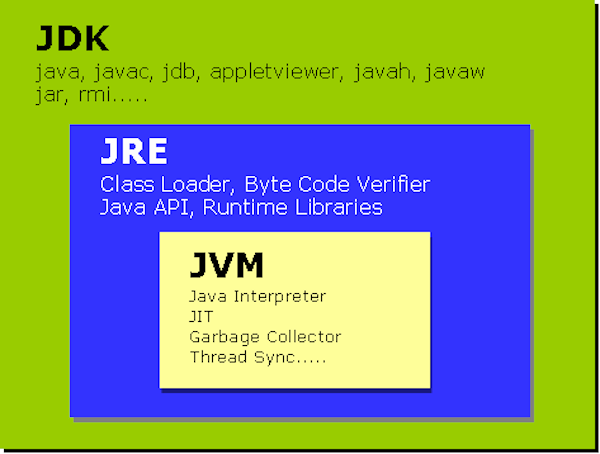 JDK
java, javac, jdb, appletviewer, javah, javaw
jar, rmi.....
JRE
Class Loader, Byte Code Verifier
Java API, Runtime Libraries
JVM
Java Interpreter
JIT
Garbage Collector
Thread Sync.....